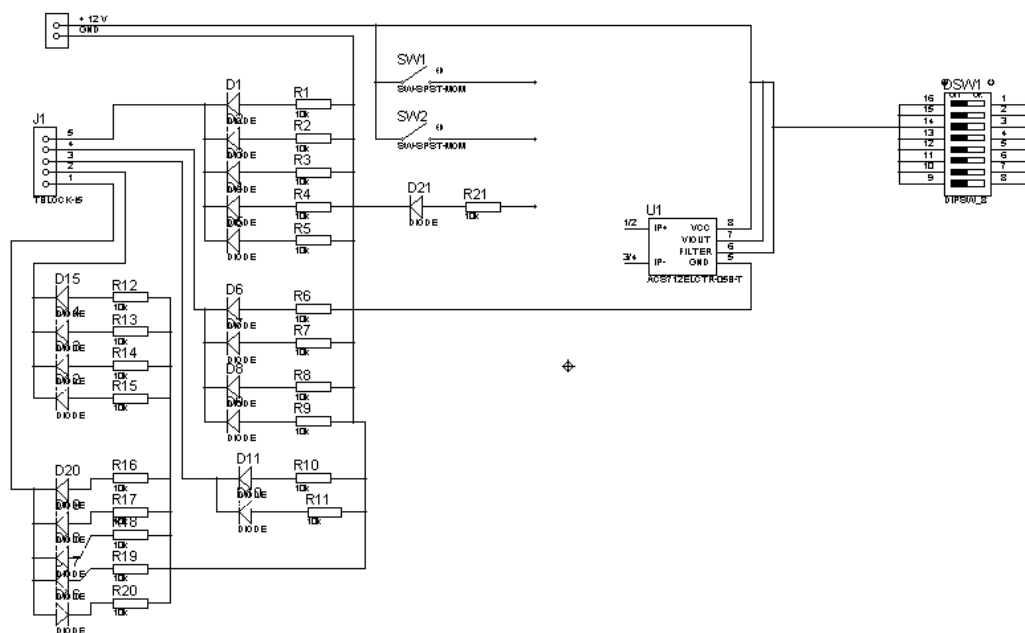 + 12V
GND
SW1
SW-SPST-MOM
SW2
SW-SPST-MOM
DSW1
16 1
15 2
14 3
13 4
12 5
11 6
10 7
9 8
DIPSW_8
J1
5
4
3
2
1
TBLOCK-I5
D1
R1
10k
R2
10k
R3
10k
R4
10k
R5
10k
DIODE
D21
DIODE
R21
10k
U1
1/2 IP+ VCC 8
VIOUT 7
FILTER 6
3/4 IP- GND 5
ACS712ELCTR-05B-T
D15
R12
10k
R13
10k
R14
10k
R15
10k
DIODE
D6
R6
10k
R7
10k
DIODE
D8
R8
10k
R9
10k
DIODE
D20
R16
10k
R17
10k
R18
10k
R19
10k
R20
10k
DIODE
D11
R10
10k
R11
10k
DIODE